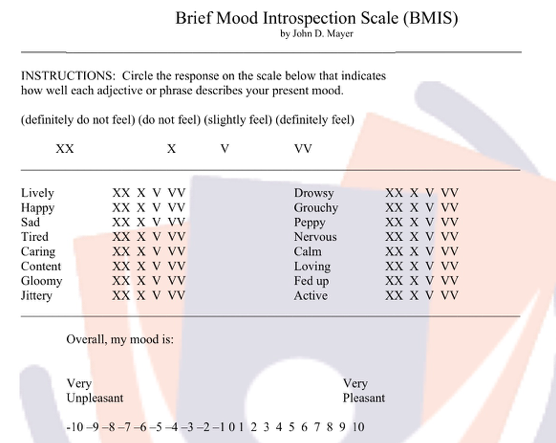 Brief Mood Introspection Scale (BMIS)
by John D. Mayer
INSTRUCTIONS: Circle the response on the scale below that indicates
how well each adjective or phrase describes your present mood.
(definitely do not feel) (do not feel) (slightly feel) (definitely feel)
XX X V VV
Lively XX X V VV Drowsy XX X V VV
Happy XX X V VV Grouchy XX X V VV
Sad XX X V VV Peppy XX X V VV
Tired XX X V VV Nervous XX X V VV
Caring XX X V VV Calm XX X V VV
Content XX X V VV Loving XX X V VV
Gloomy XX X V VV Fed up XX X V VV
Jittery XX X V VV Active XX X V VV
Overall, my mood is:
Very Very
Unpleasant Pleasant
-10 –9 –8 –7 –6 –5 –4 –3 –2 –1 0 1 2 3 4 5 6 7 8 9 10